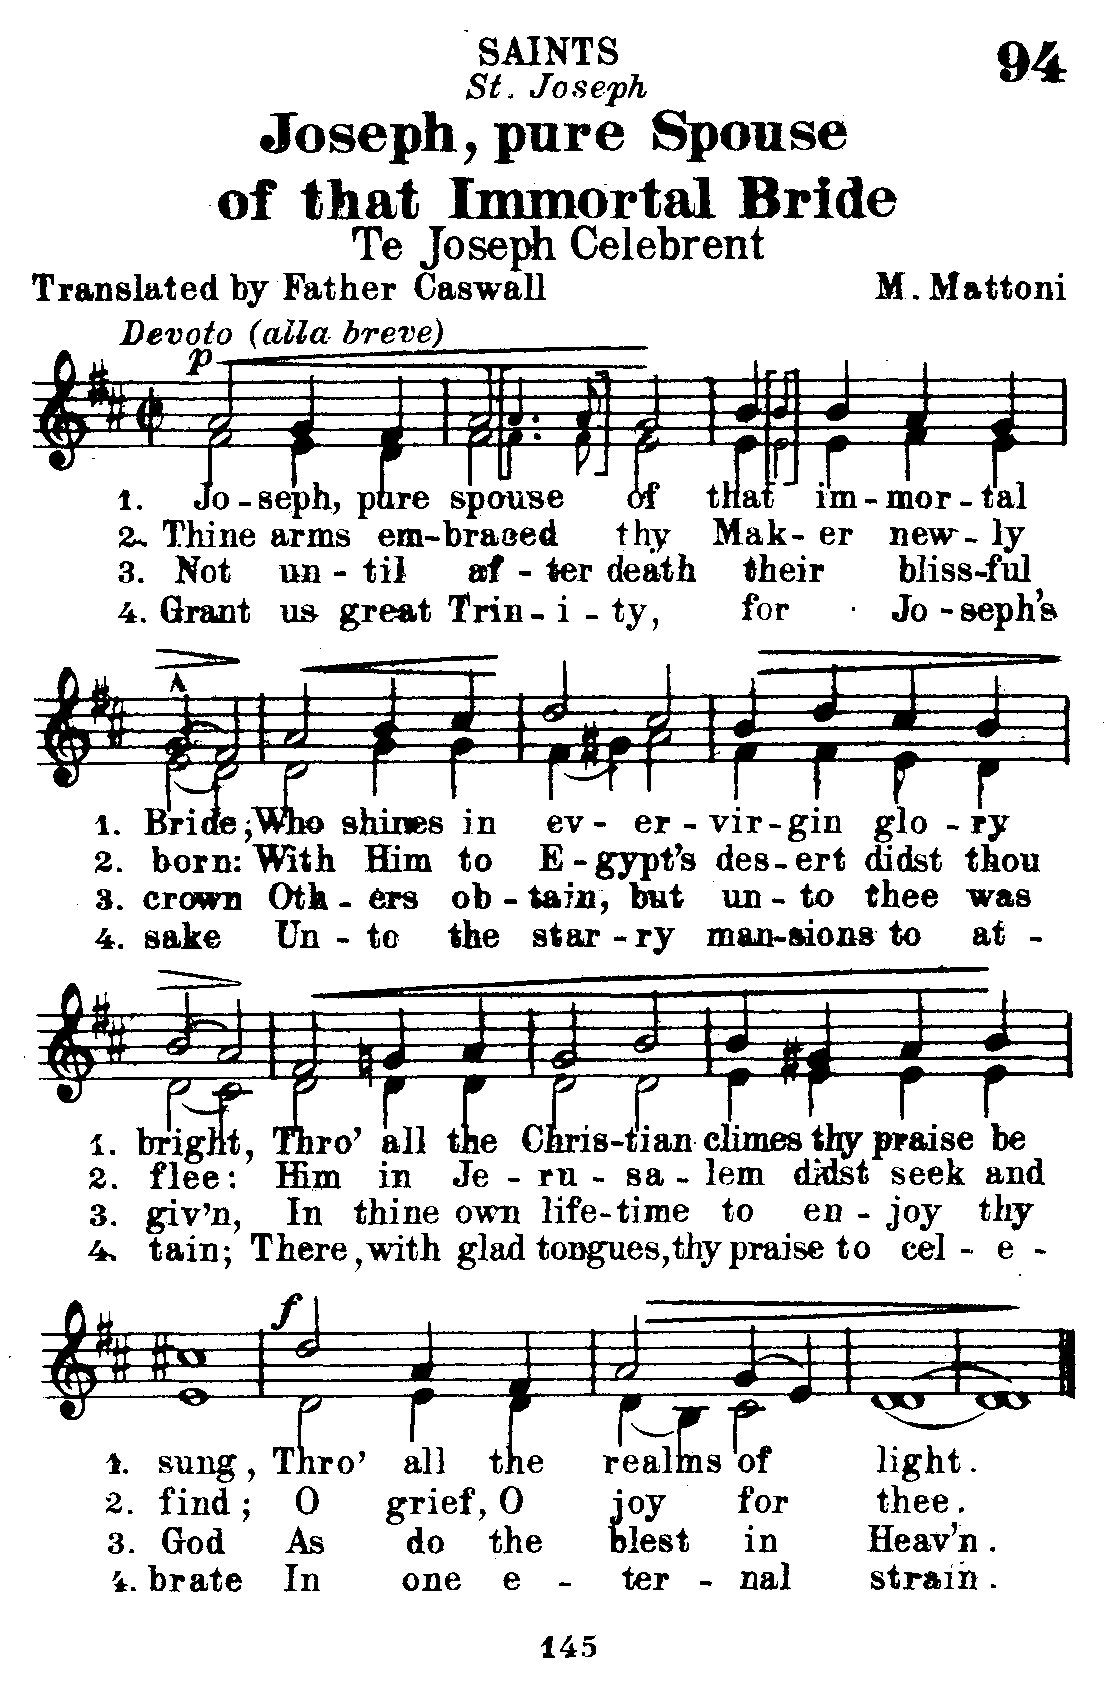 SAINTS
94
St. Joseph
Joseph, pure Spouse
of that Immortal Bride
Te Joseph Celebrent
Translated by Father Caswall M. Mattoni
Devoto (alla breve)
p
1. Jo - seph, pure spouse of that im - mor - tal
2. Thine arms em - braced thy Mak - er new - ly
3. Not un - til af - ter death their bliss - ful
4. Grant us great Trin - i - ty, for Jo - seph's
1. Bride; Who shines in ev - er - vir - gin glo - ry
2. born: With Him to E - gypt's des - ert didst thou
3. crown Oth - ers ob - tain, but un - to thee was
4. sake Un - to the star - ry man - sions to at -
1. bright, Thro' all the Chris - tian climes thy praise be
2. flee: Him in Je - ru - sa - lem didst seek and
3. giv'n, In thine own life - time to en - joy thy
4. tain; There, with glad tongues, thy praise to cel - e -
f
1. sung, Thro' all the realms of light.
2. find; O grief, O joy for thee.
3. God As do the blest in Heav'n.
4. brate In one e - ter - nal strain.
145